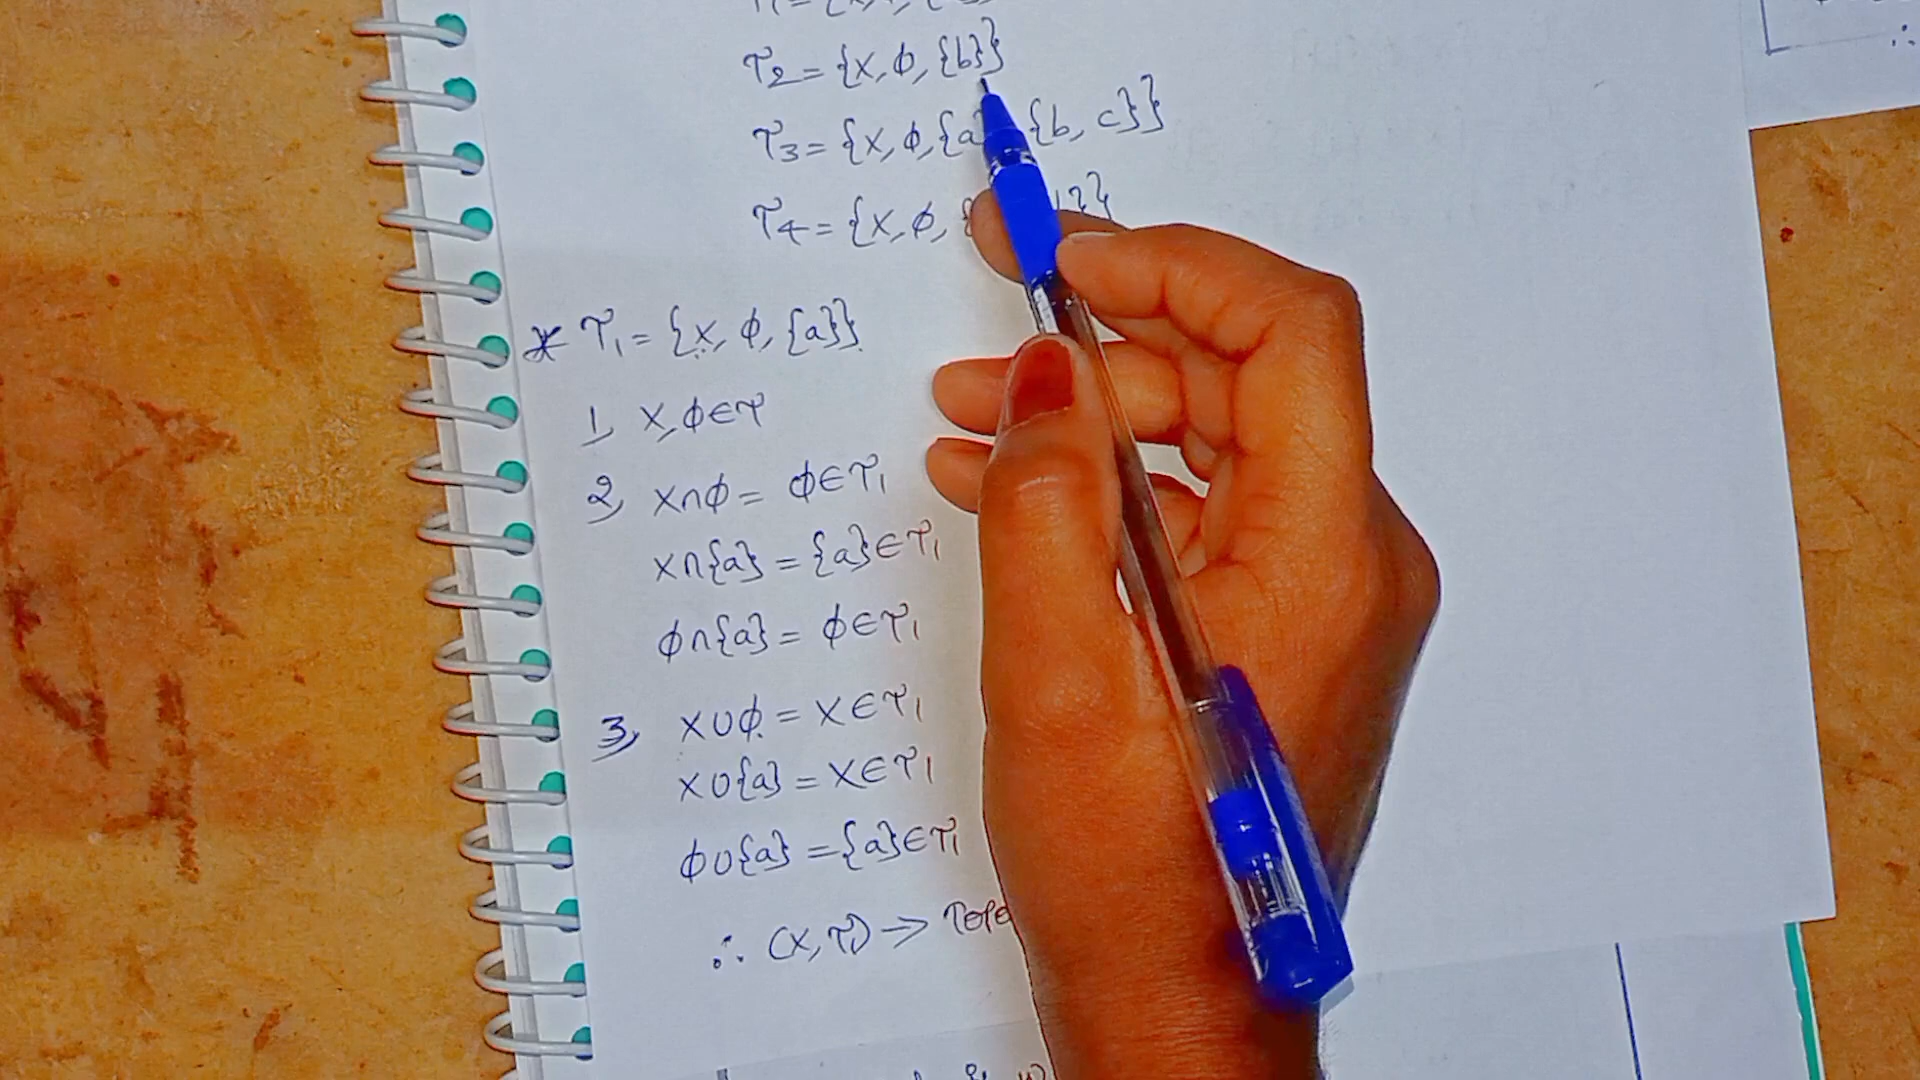 τ₂ = {X, ϕ, {b}}
τ₃ = {X, ϕ, {a} {b, c}}
τ₄ = {X, ϕ,
* τ₁ = {X, ϕ, {a}}
1, X, ϕ ∈ τ
2, X ∩ ϕ = ϕ ∈ τ₁
X ∩ {a} = {a} ∈ τ₁
ϕ ∩ {a} = ϕ ∈ τ₁
3, X ∪ ϕ = X ∈ τ₁
X ∪ {a} = X ∈ τ₁
ϕ ∪ {a} = {a} ∈ τ₁
∴ (X, τ₁) →